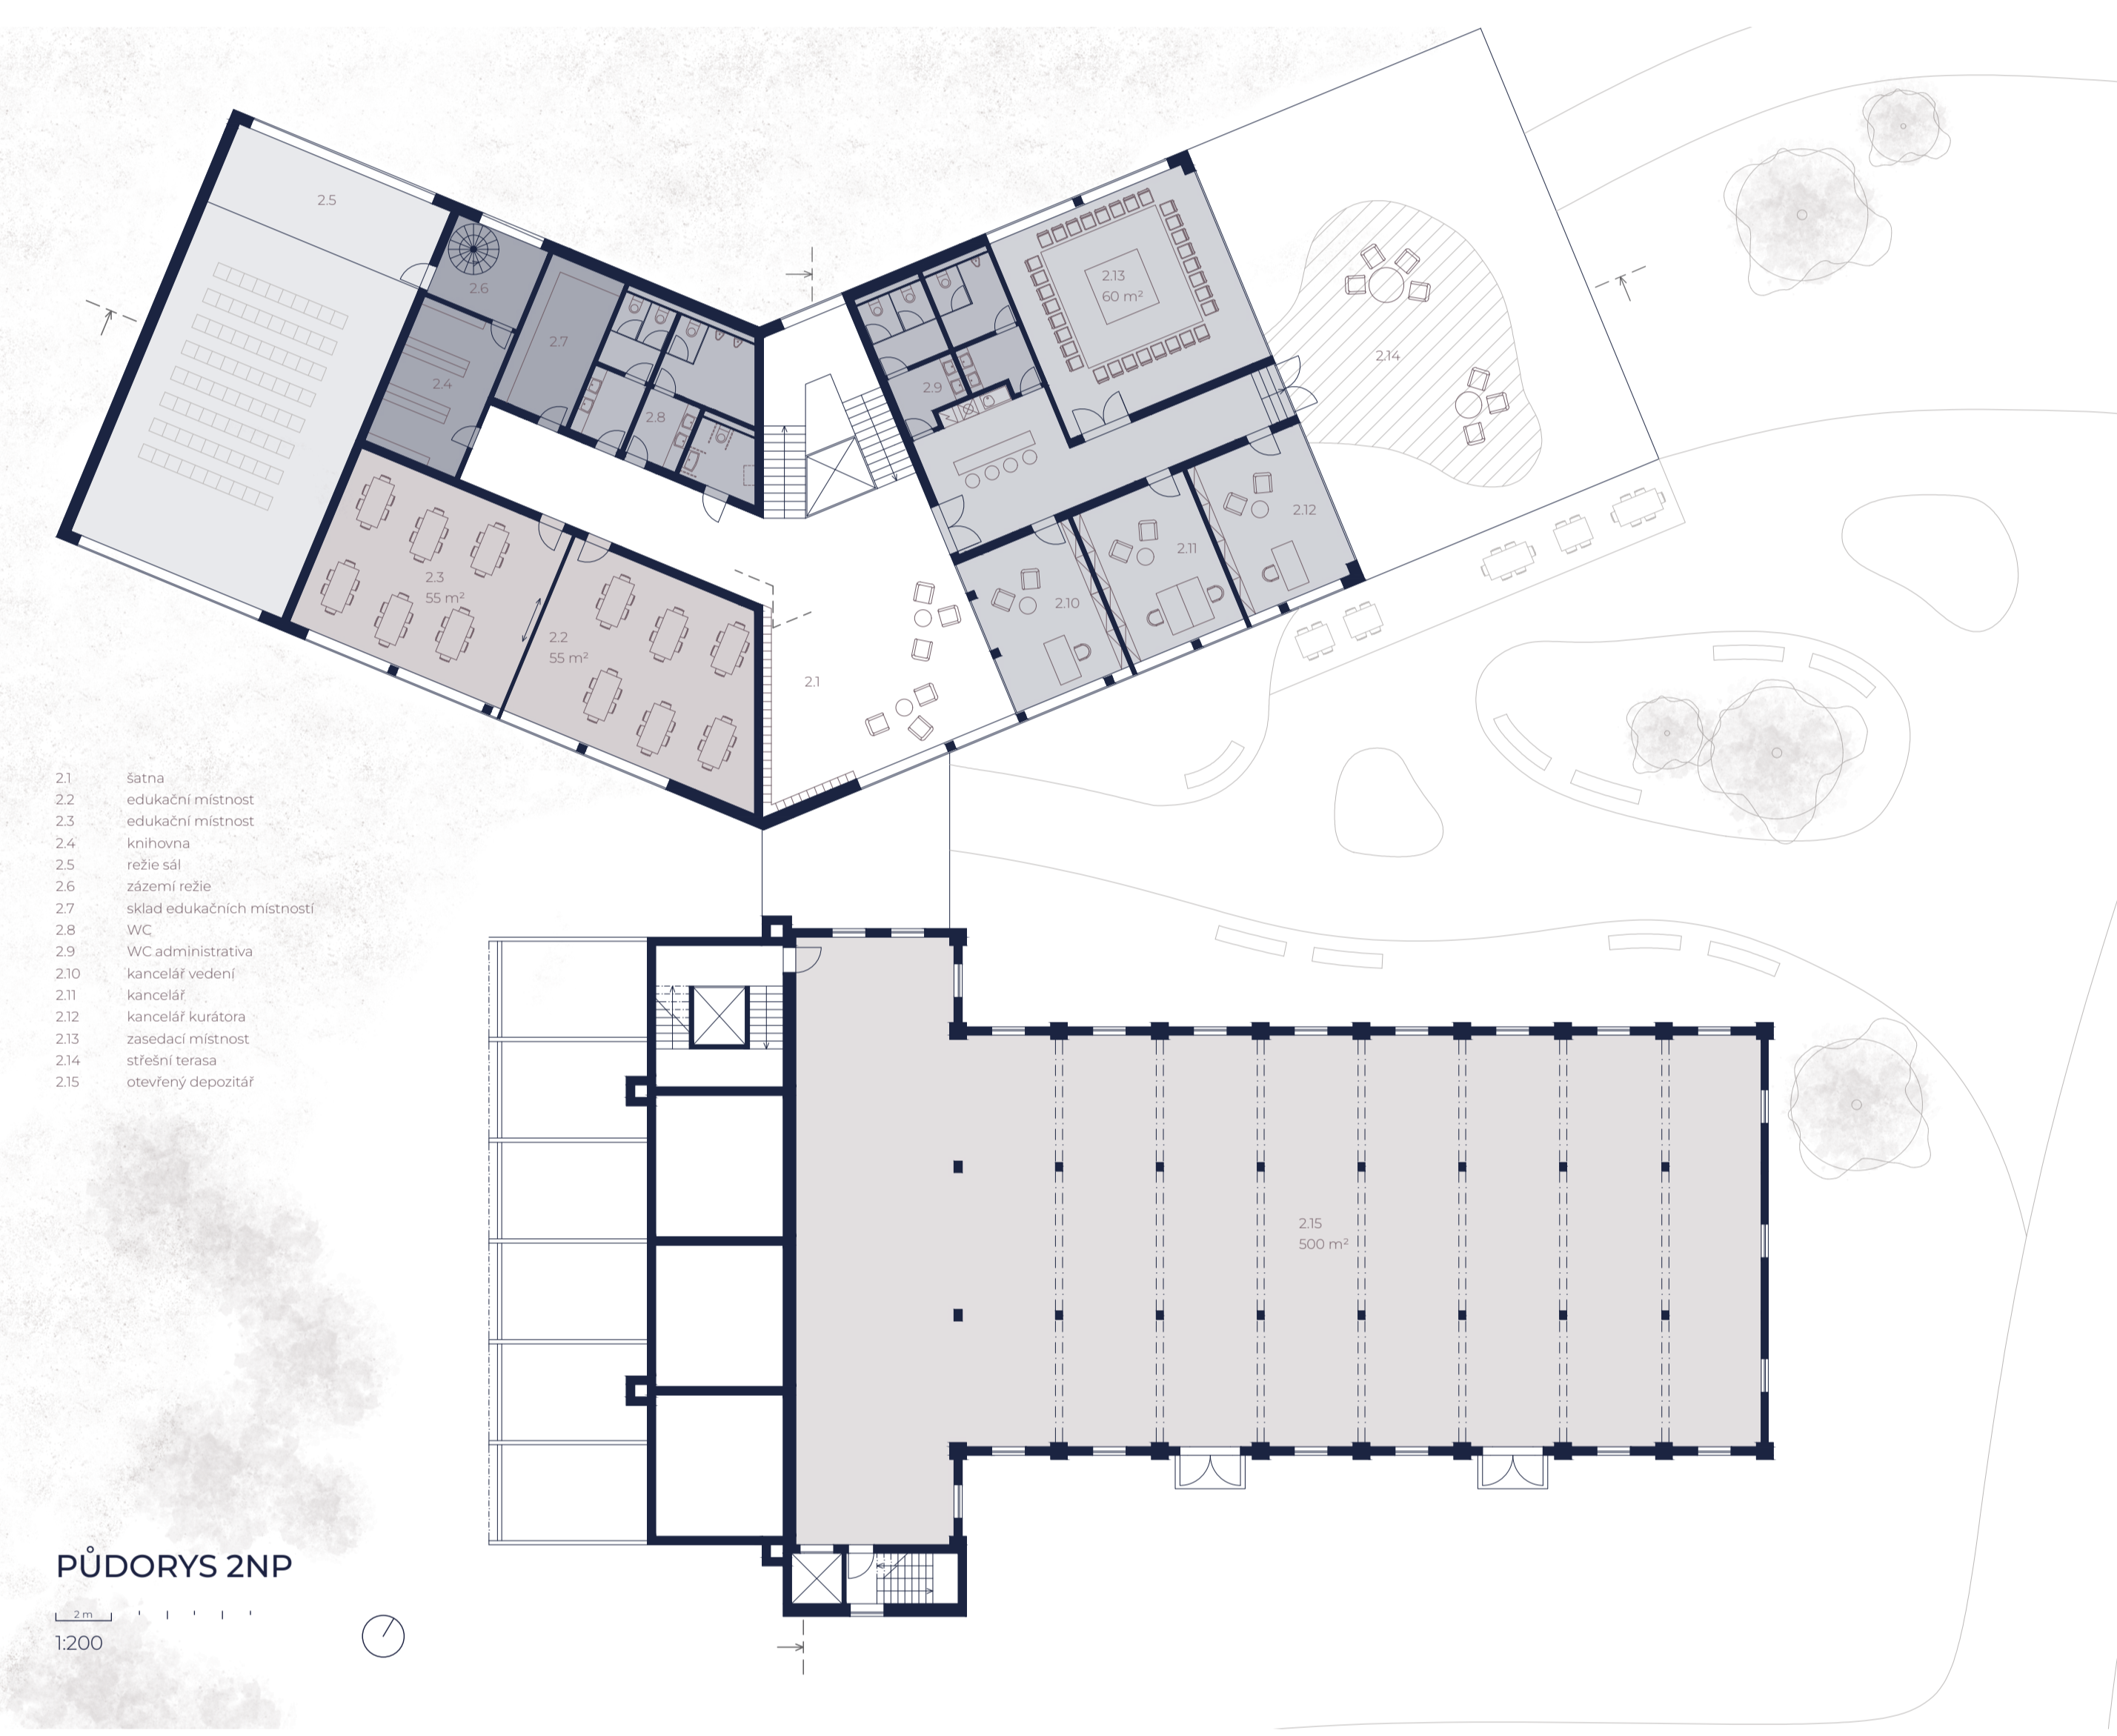 2.5
2.6
2.7
2.4
2.8
2.9
2.13
60 m²
2.14
2.3
55 m²
2.2
55 m²
2.1
2.10
2.11
2.12
2.1 šatna
2.2 edukační místnost
2.3 edukační místnost
2.4 knihovna
2.5 režie sál
2.6 zázemí režie
2.7 sklad edukačních místností
2.8 WC
2.9 WC administrativa
2.10 kancelář vedení
2.11 kancelář
2.12 kancelář kurátora
2.13 zasedací místnost
2.14 střešní terasa
2.15 otevřený depozitář
2.15
500 m²
PŮDORYS 2NP
2 m
1:200